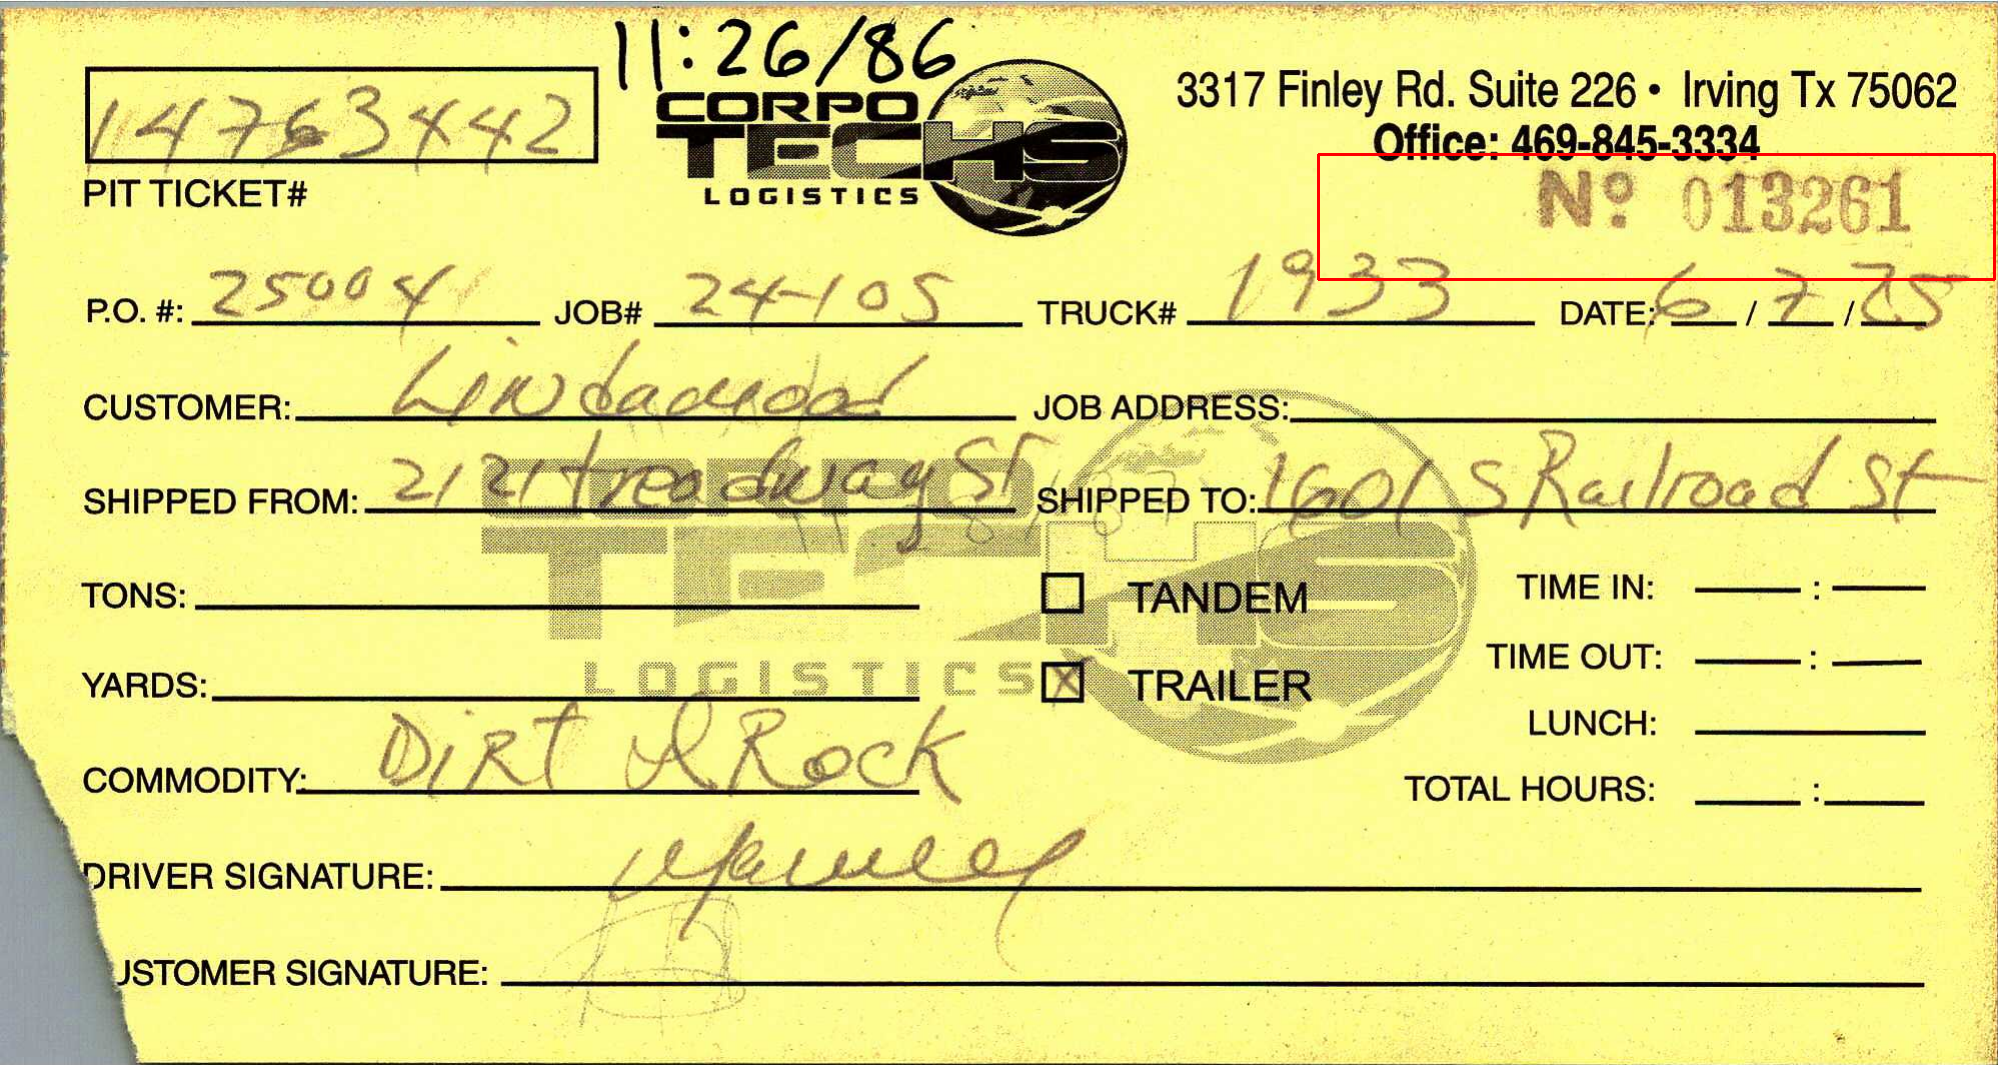 11:26/86
14763442
PIT TICKET#
CORPO
TECHS
LOGISTICS
3317 Finley Rd. Suite 226 • Irving Tx 75062
Office: 469-845-3334
Nº 013261
P.O. #: 25004 JOB# 24-105 TRUCK# 1933 DATE: 6 / 7 / 25
CUSTOMER: JOB ADDRESS:
SHIPPED FROM: 2121 treadway St SHIPPED TO: 1601 S Railroad St
CORPO
TECHS
LOGISTICS
TONS: TANDEM TIME IN: :
YARDS: X TRAILER TIME OUT: :
LUNCH:
COMMODITY: Dirt & Rock TOTAL HOURS: :
DRIVER SIGNATURE:
USTOMER SIGNATURE: